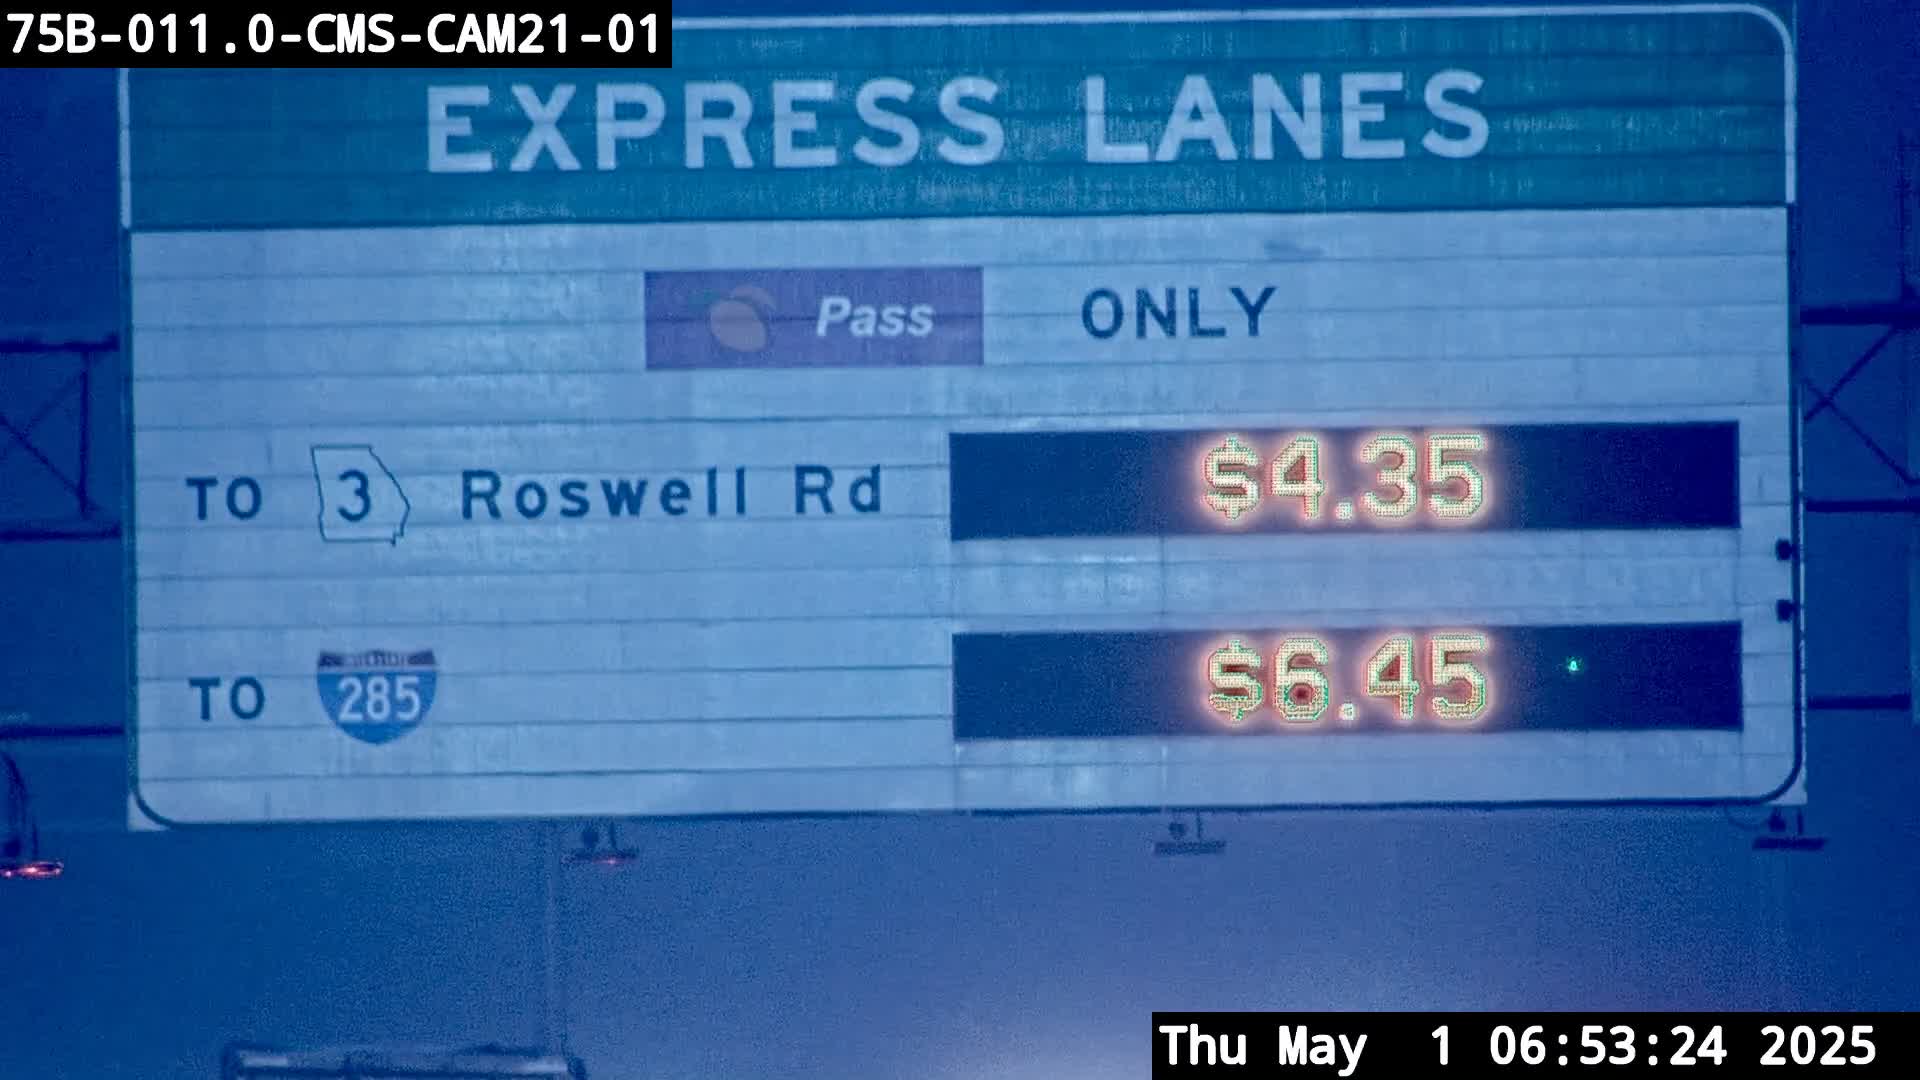 75B-011.0-CMS-CAM21-01
EXPRESS LANES
Pass ONLY
TO 3 Roswell Rd $4.35
TO 285 $6.45
Thu May 1 06:53:24 2025